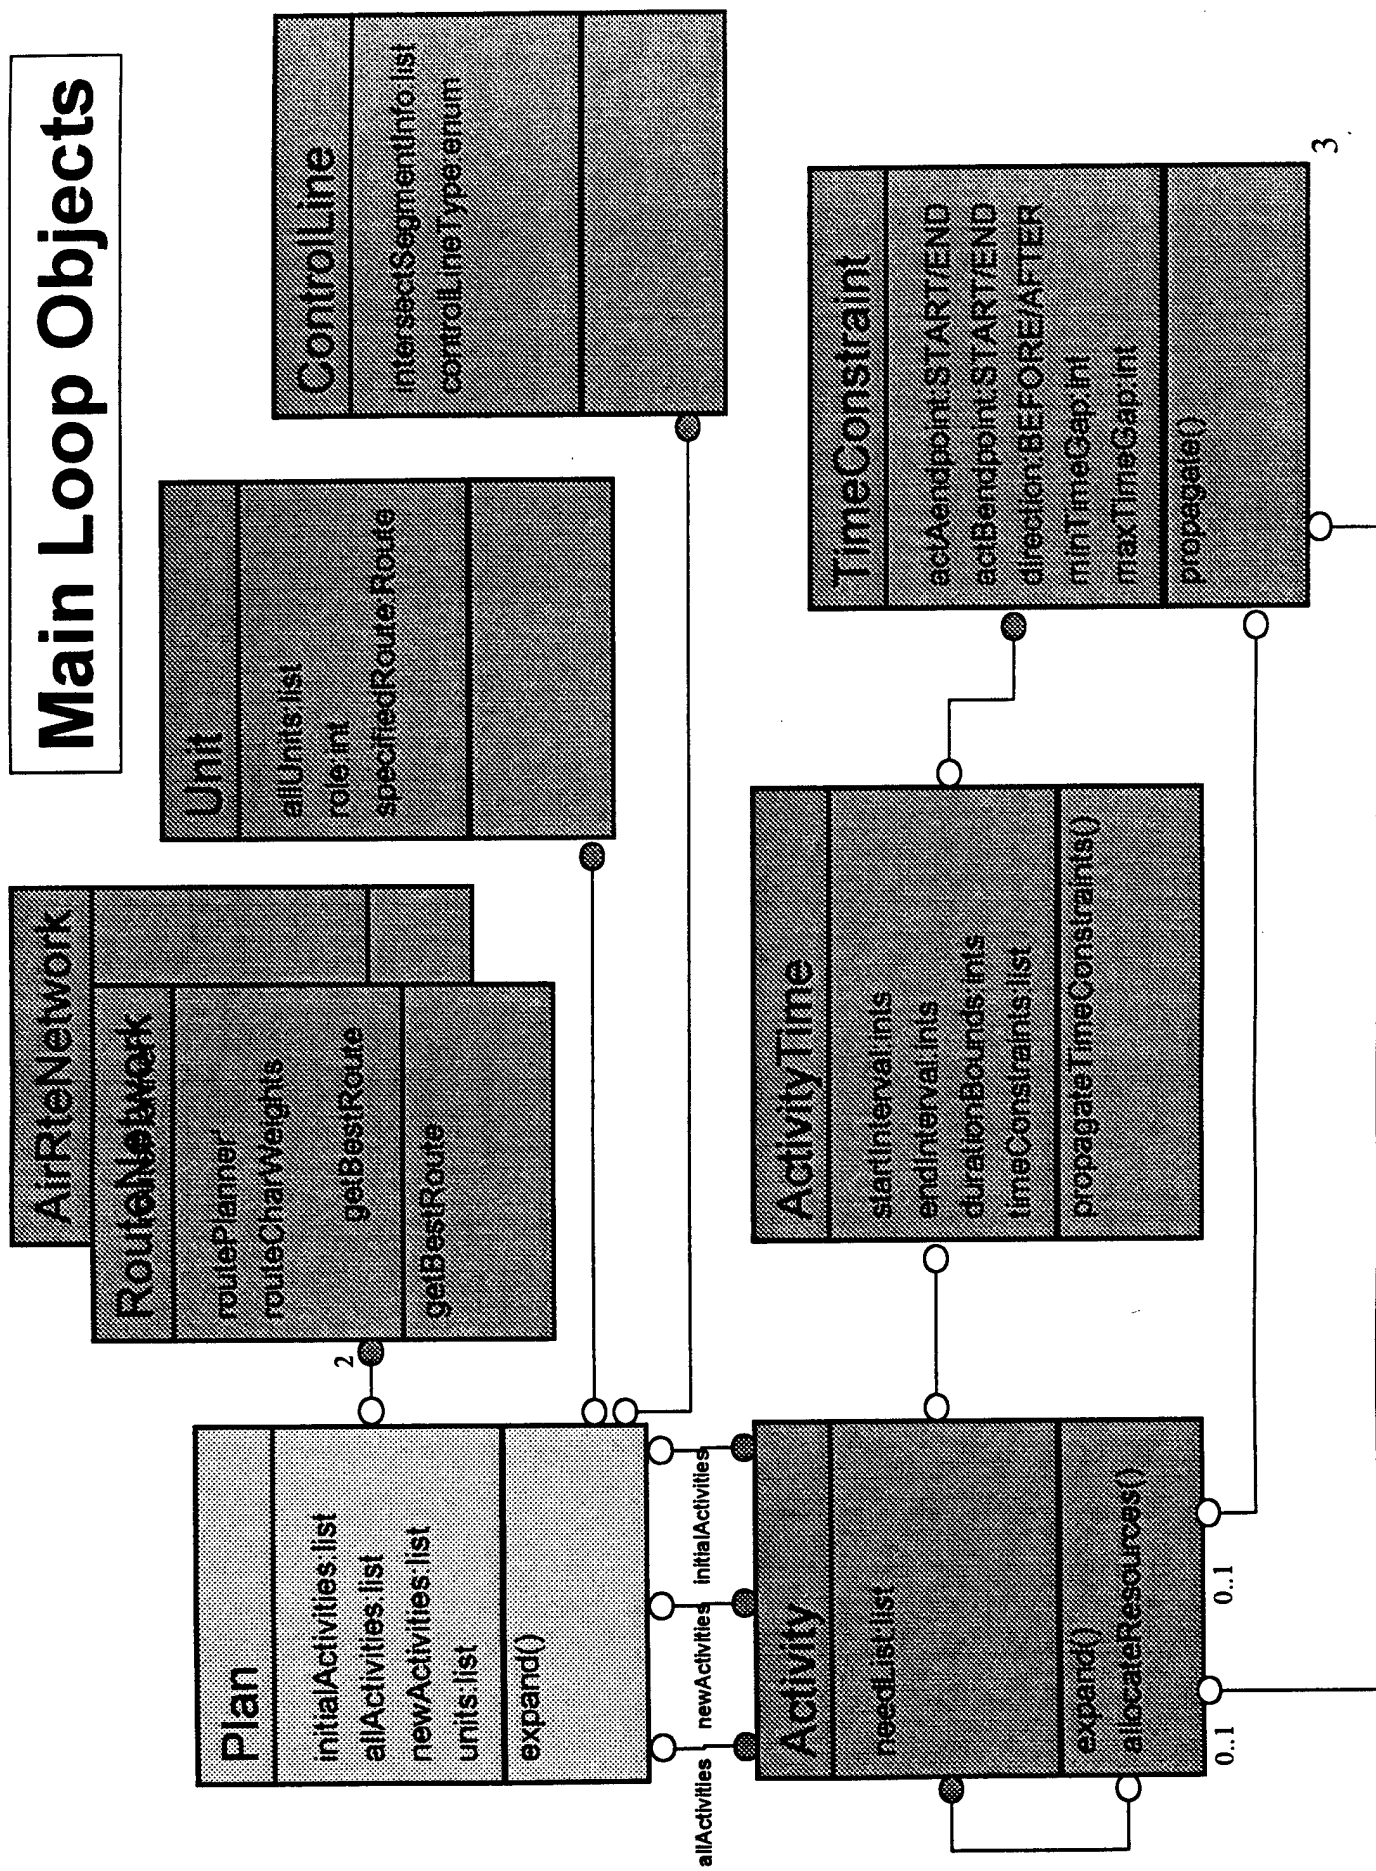 Main Loop Objects
AirRteNetwork
RouteNetwork
routePlanner
routeCharWeights
getBestRoute
getBestRoute
Unit
allUnits:list
role:int
specifiedRoute:Route
ControlLine
intersectSegmentInfo:list
controlLineType:enum
Plan
initialActivities:list
allActivities:list
newActivities:list
units:list
expand()
2
allActivities
newActivities
initialActivities
Activity
needList:list
expand()
allocateResources()
0..1
0..1
ActivityTime
startInterval:ints
endInterval:ints
durationBounds:ints
timeConstraints:list
propagateTimeConstraints()
TimeConstraint
actAendpoint:START/END
actBendpoint:START/END
direction:BEFORE/AFTER
minTimeGap:int
maxTimeGap:int
propagate()
3